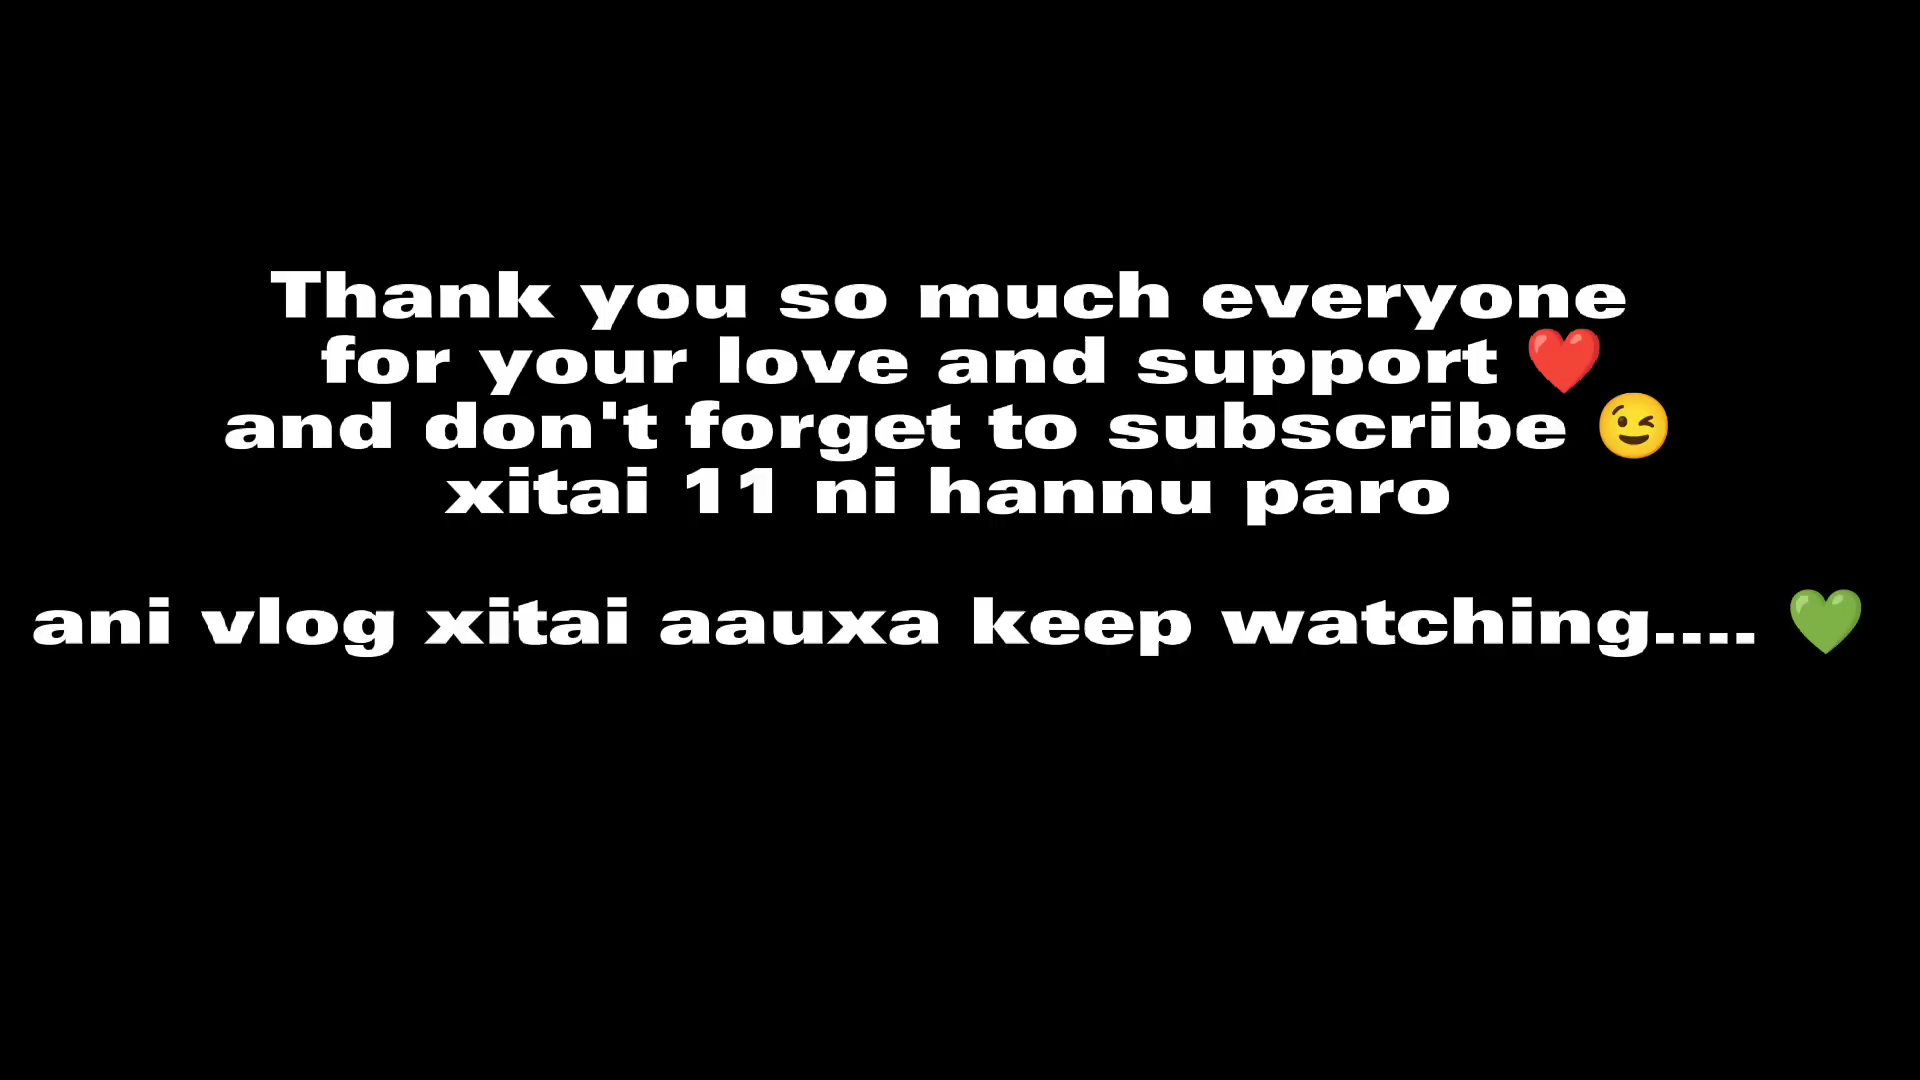 Thank you so much everyone
for your love and support ❤️
and don't forget to subscribe 😉
xitai 11 ni hannu paro
ani vlog xitai aauxa keep watching.... 💚